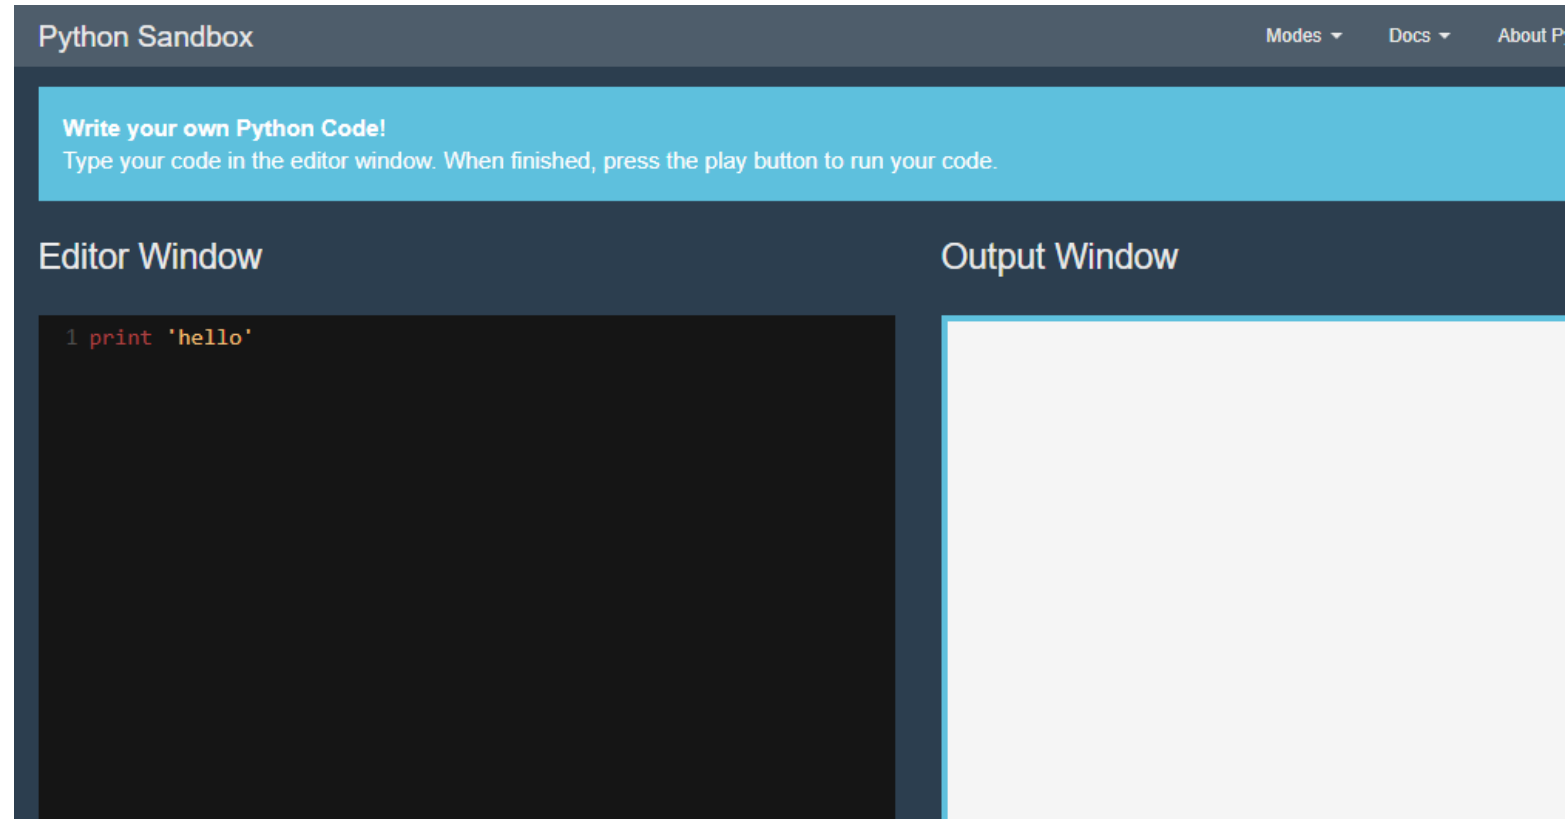 Python Sandbox
Modes
Docs
About P
Write your own Python Code!
Type your code in the editor window. When finished, press the play button to run your code.
Editor Window
Output Window
1 print 'hello'